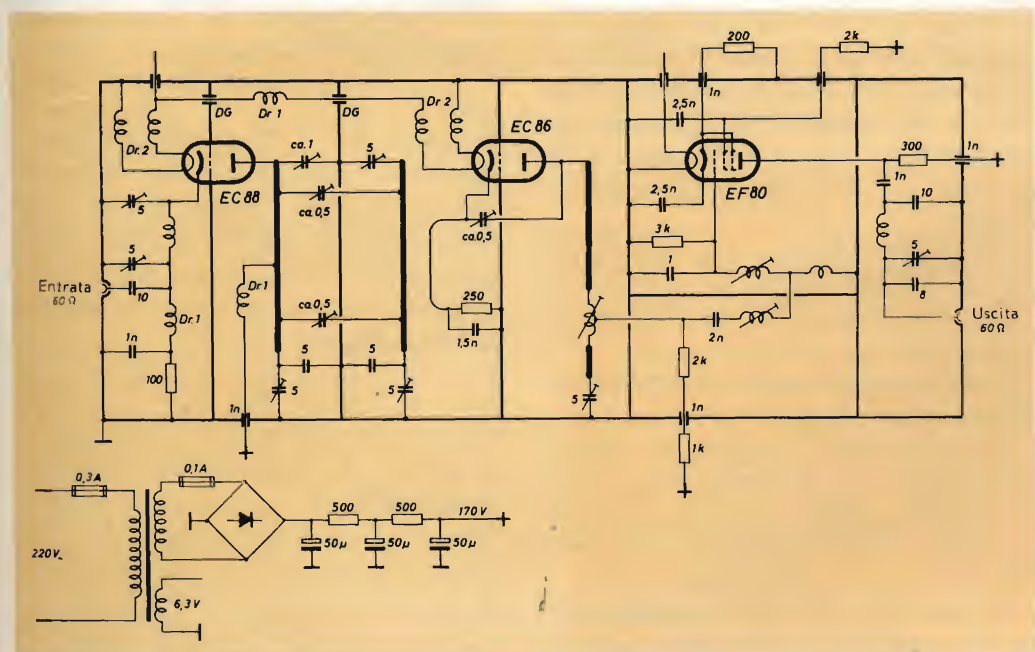 200
2k
1n
2,5n
DG
Dr 1
DG
Dr 2
EC 86
Dr.2
EC 88
ca.1
5
ca.0,5
EF80
2,5n
300
1n
1n
10
5
ca.0,5
3k
1
5
Entrata
60 Ω
10
Dr.1
Dr1
ca.0,5
250
1,5n
2n
5
8
Uscita
60 Ω
1n
100
5
5
5
5
1n
2k
5
1n
1k
0,3A
0,1A
500
500
170 V
220V~
50µ
50µ
50µ
6,3 V